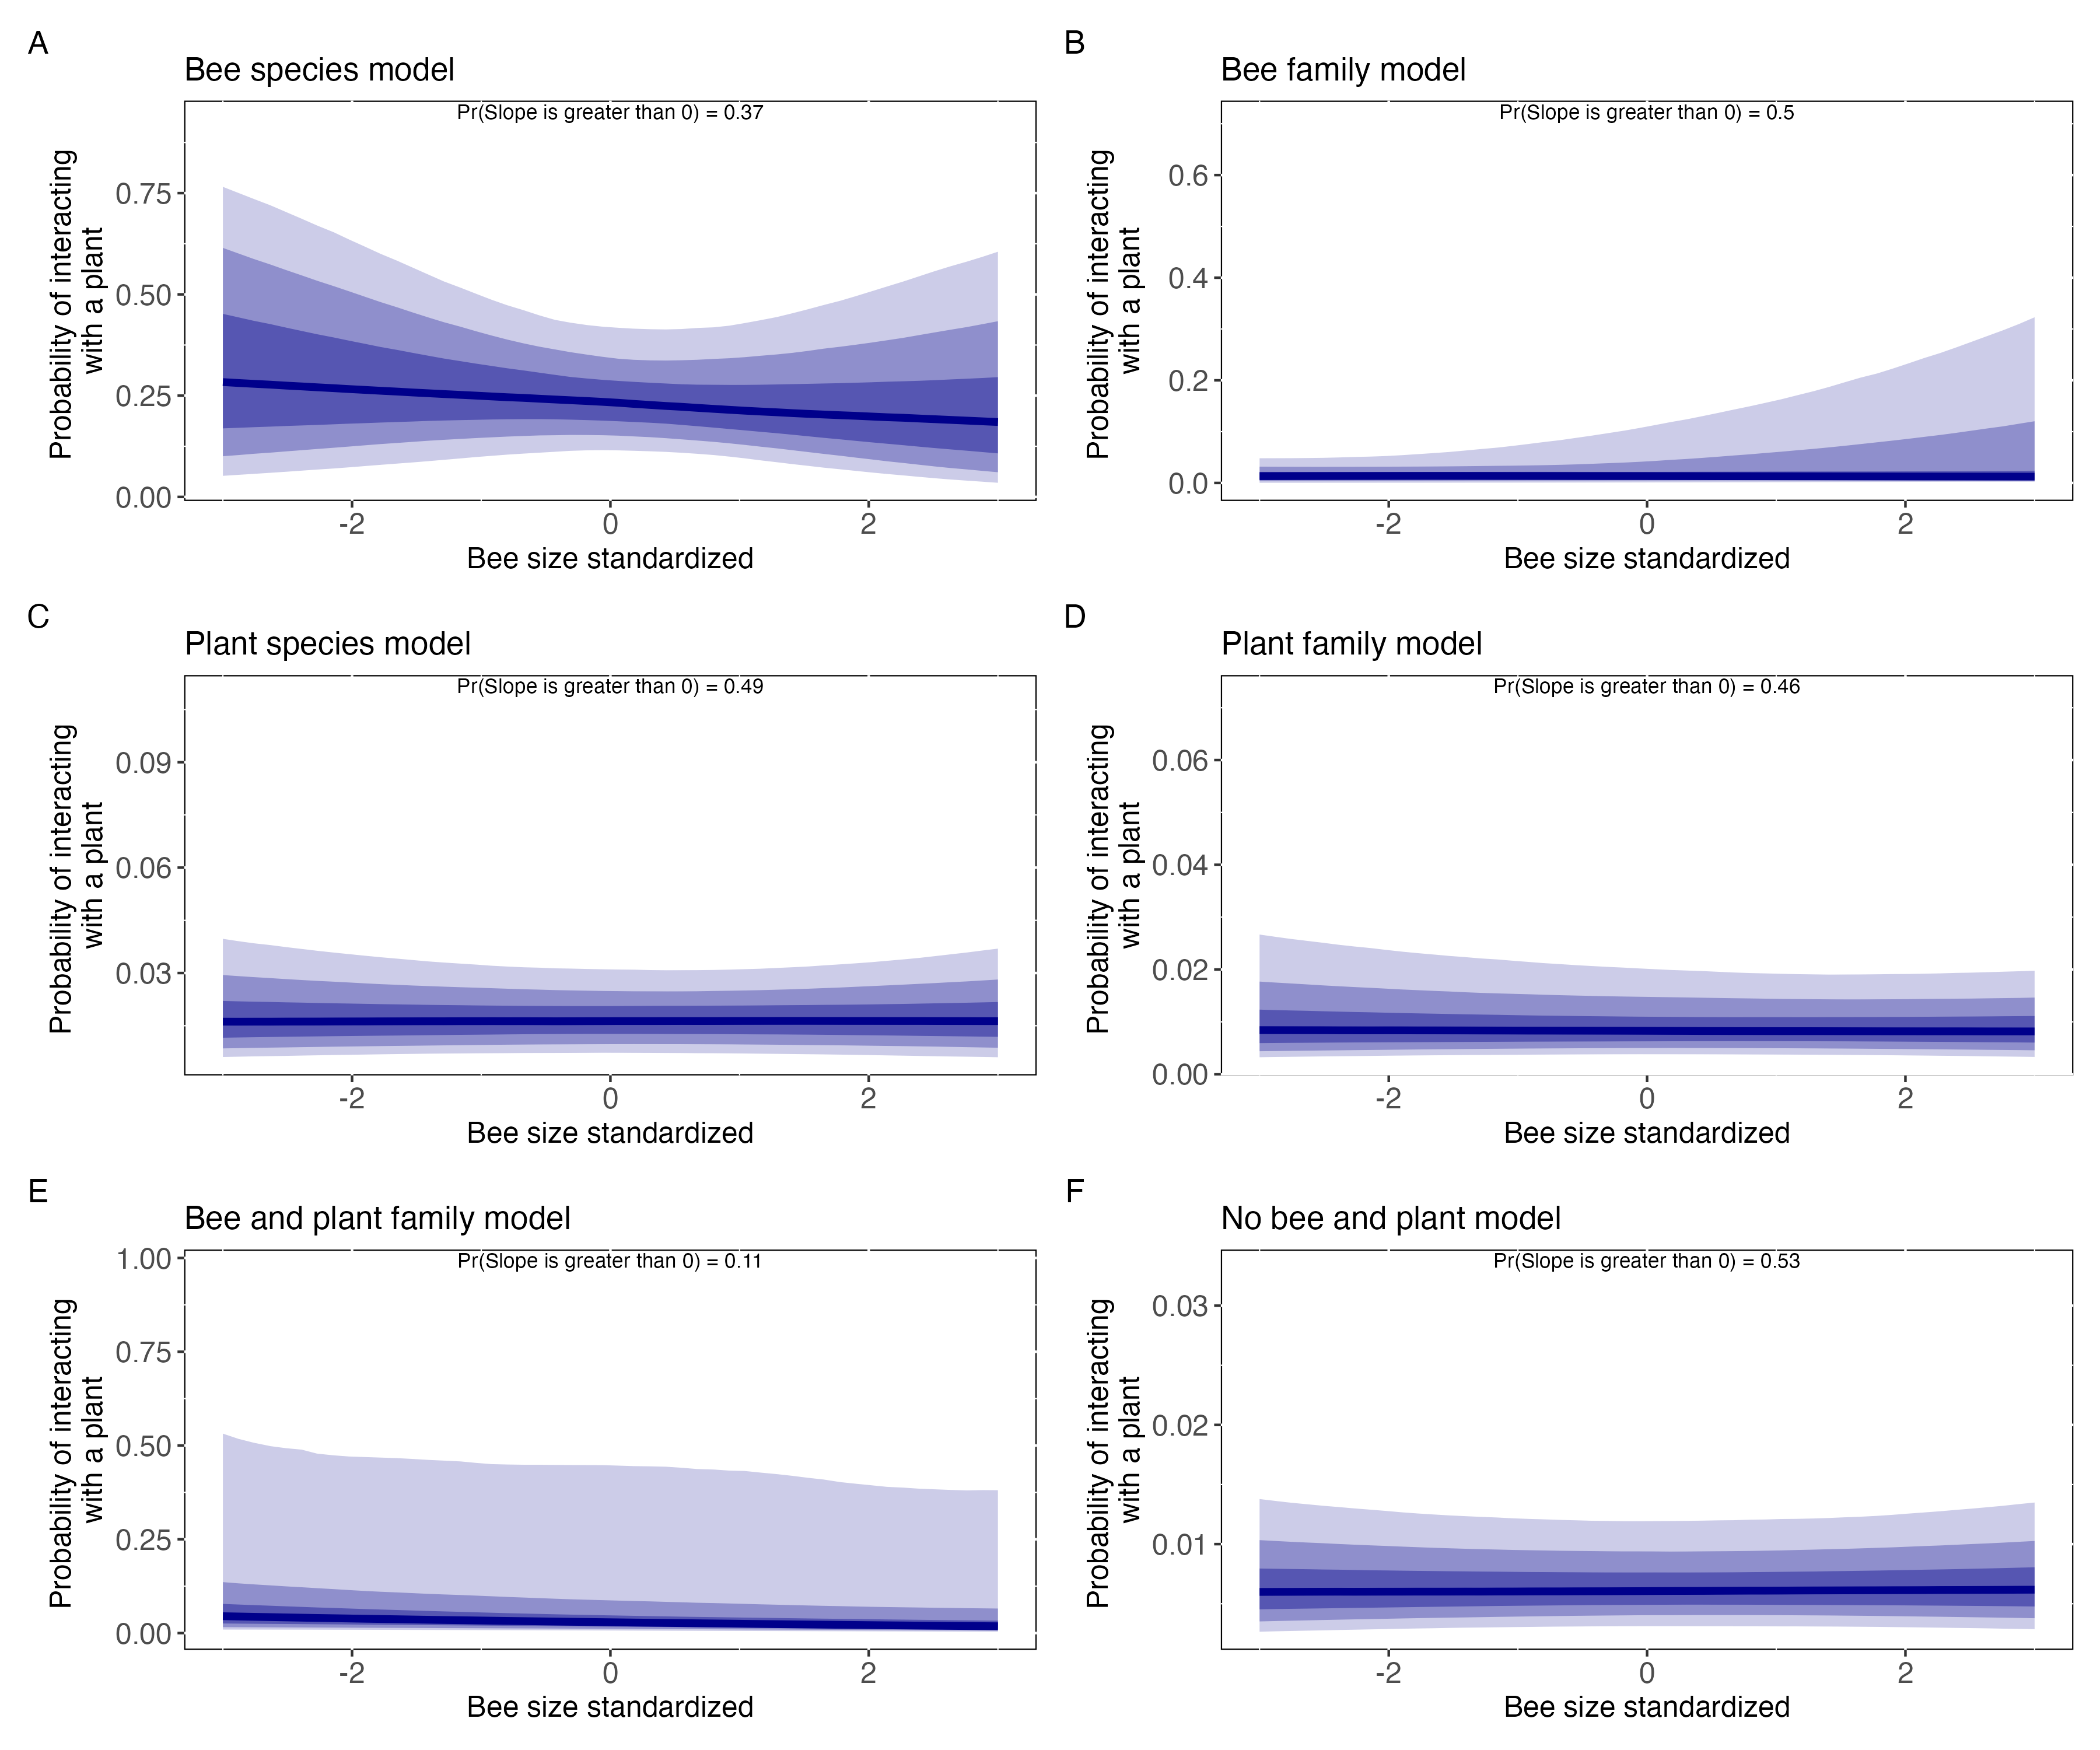 A
Bee species model
Pr(Slope is greater than 0) = 0.37
Probability of interacting
with a plant
0.75
0.50
0.25
0.00
-2
0
2
Bee size standardized
B
Bee family model
Pr(Slope is greater than 0) = 0.5
Probability of interacting
with a plant
0.6
0.4
0.2
0.0
-2
0
2
Bee size standardized
C
Plant species model
Pr(Slope is greater than 0) = 0.49
Probability of interacting
with a plant
0.09
0.06
0.03
-2
0
2
Bee size standardized
D
Plant family model
Pr(Slope is greater than 0) = 0.46
Probability of interacting
with a plant
0.06
0.04
0.02
0.00
-2
0
2
Bee size standardized
E
Bee and plant family model
Pr(Slope is greater than 0) = 0.11
Probability of interacting
with a plant
1.00
0.75
0.50
0.25
0.00
-2
0
2
Bee size standardized
F
No bee and plant model
Pr(Slope is greater than 0) = 0.53
Probability of interacting
with a plant
0.03
0.02
0.01
-2
0
2
Bee size standardized